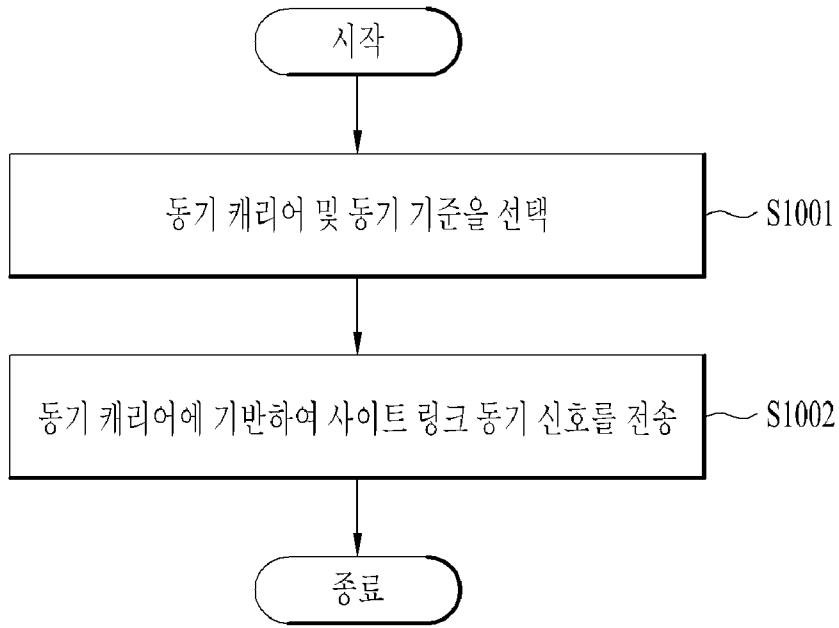 시작
동기 캐리어 및 동기 기준을 선택
S1001
동기 캐리어에 기반하여 사이트 링크 동기 신호를 전송
S1002
종료